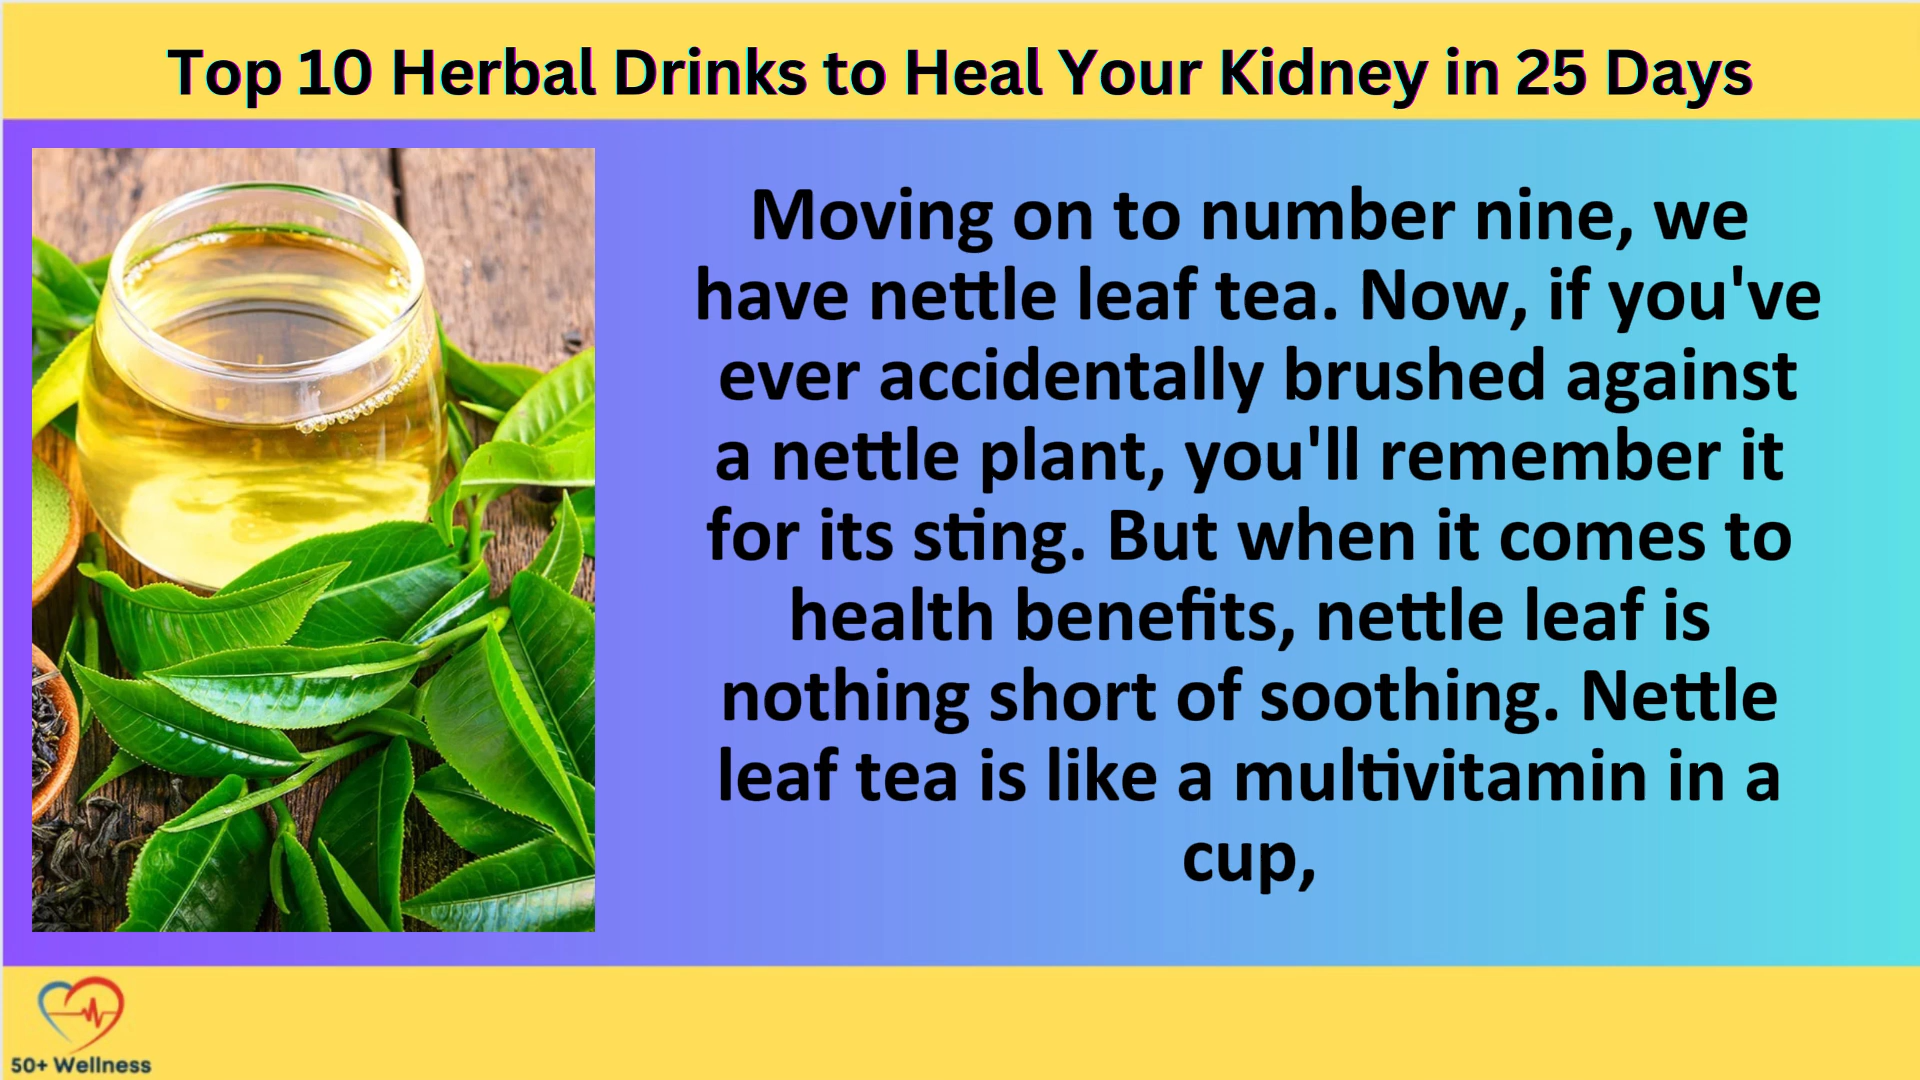 Top 10 Herbal Drinks to Heal Your Kidney in 25 Days
Moving on to number nine, we
have nettle leaf tea. Now, if you've
ever accidentally brushed against
a nettle plant, you'll remember it
for its sting. But when it comes to
health benefits, nettle leaf is
nothing short of soothing. Nettle
leaf tea is like a multivitamin in a
cup,
50+ Wellness